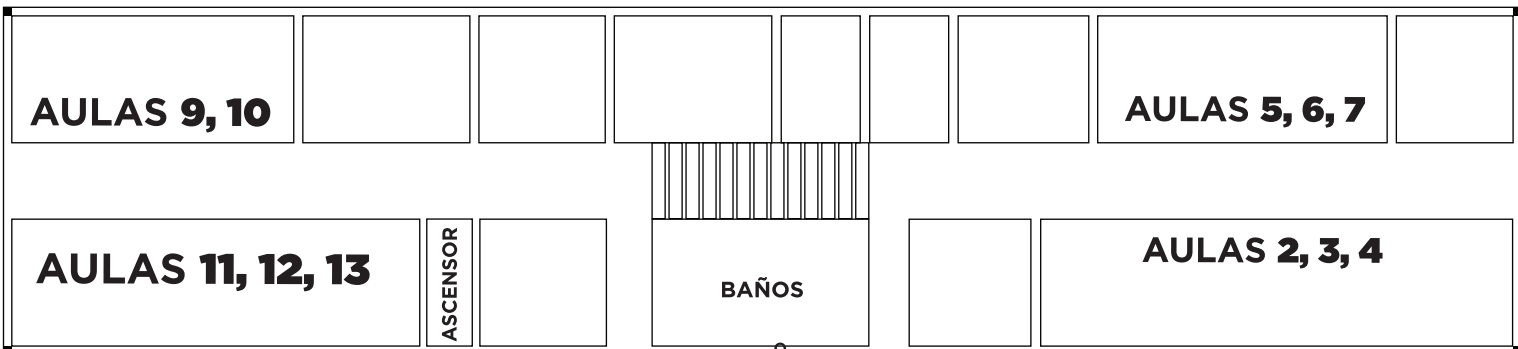 AULAS 9, 10
AULAS 5, 6, 7
AULAS 11, 12, 13
ASCENSOR
BAÑOS
AULAS 2, 3, 4